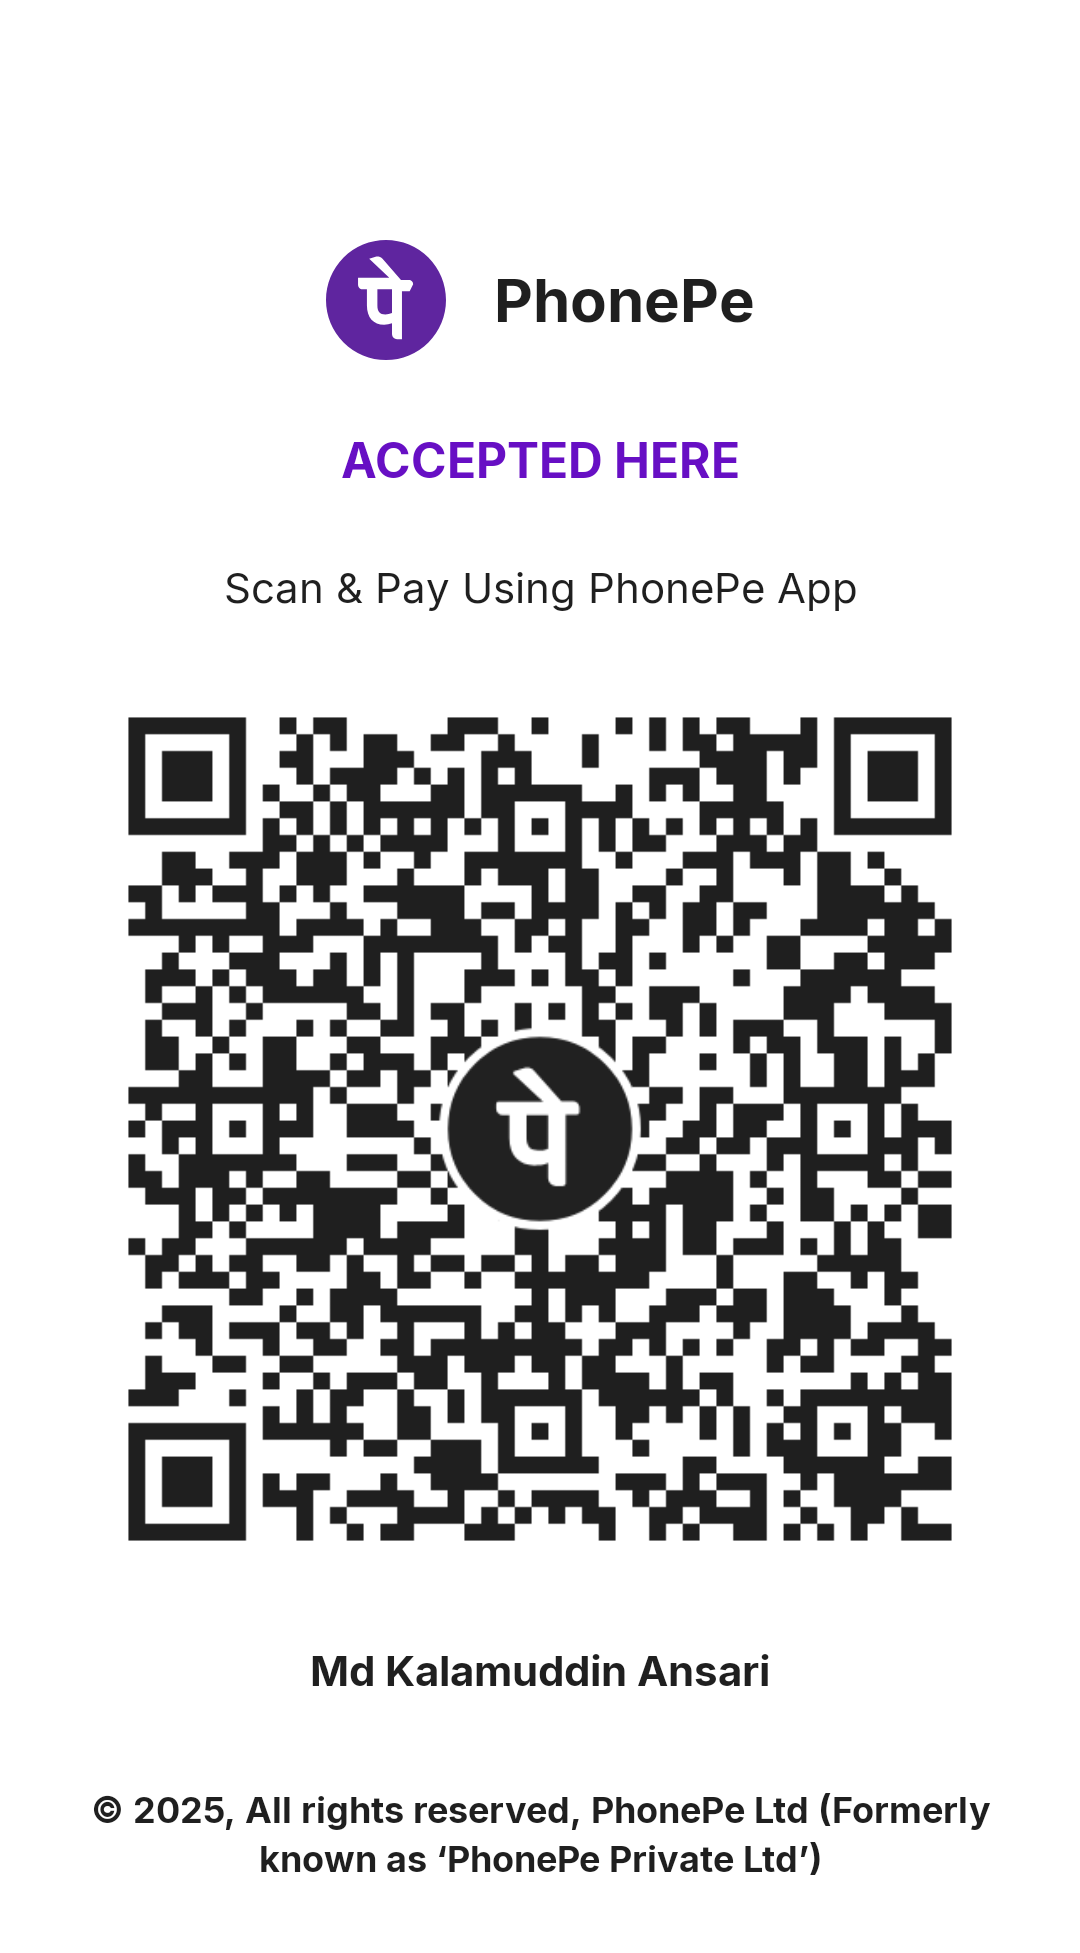 पे PhonePe
ACCEPTED HERE
Scan & Pay Using PhonePe App
पे
Md Kalamuddin Ansari
© 2025, All rights reserved, PhonePe Ltd (Formerly
known as ‘PhonePe Private Ltd’)